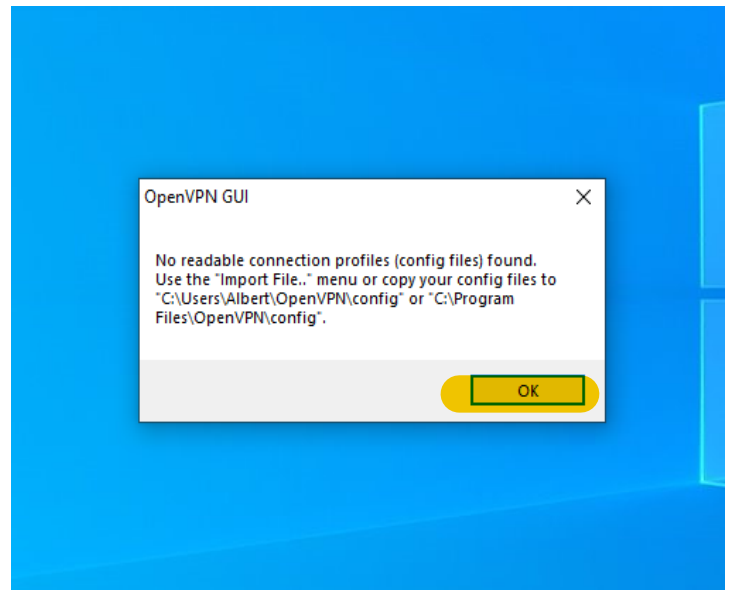 OpenVPN GUI
No readable connection profiles (config files) found.
Use the "Import File.." menu or copy your config files to
"C:\Users\Albert\OpenVPN\config" or "C:\Program
Files\OpenVPN\config".
OK